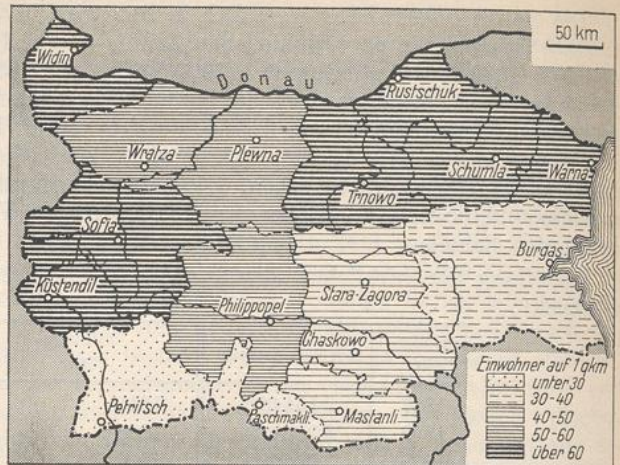 50 km
Widin
Donau
Rustschuk
Wratza
Plewna
Schumla
Warna
Trnowo
Sofia
Burgas
Küstendil
Stara-Zagora
Philippopel
Chaskowo
Petritsch
Paschmakli
Mastanli
Einwohner auf 1 qkm
unter 30
30-40
40-50
50-60
über 60